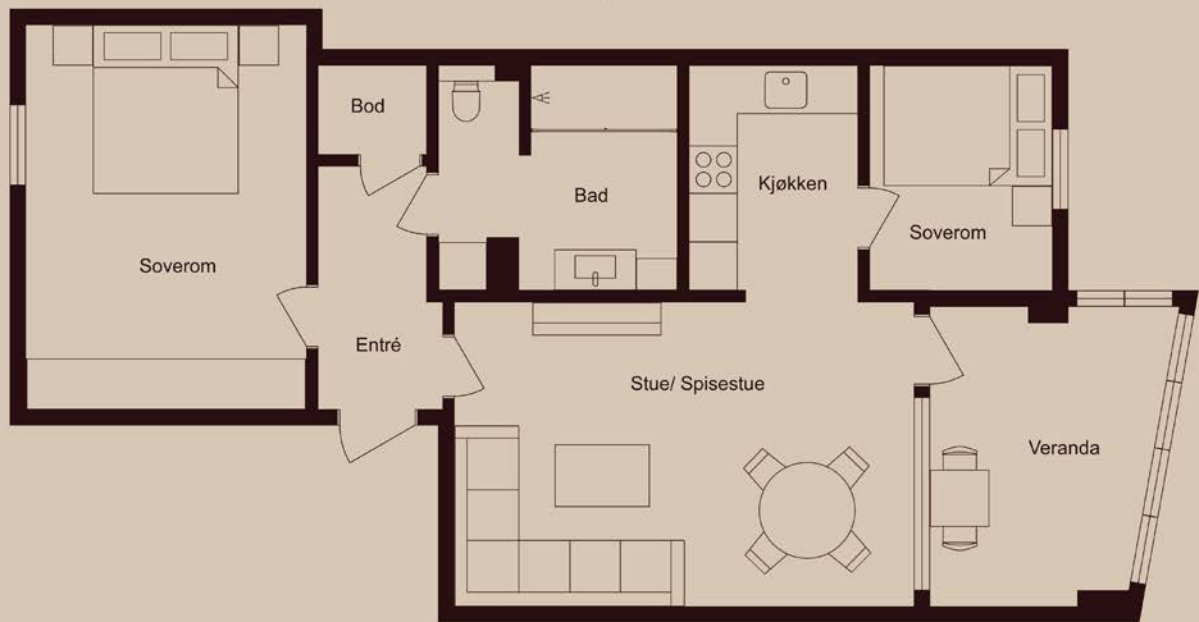 Bod
Kjøkken
Bad
Soverom
Soverom
Entré
Stue/ Spisestue
Veranda